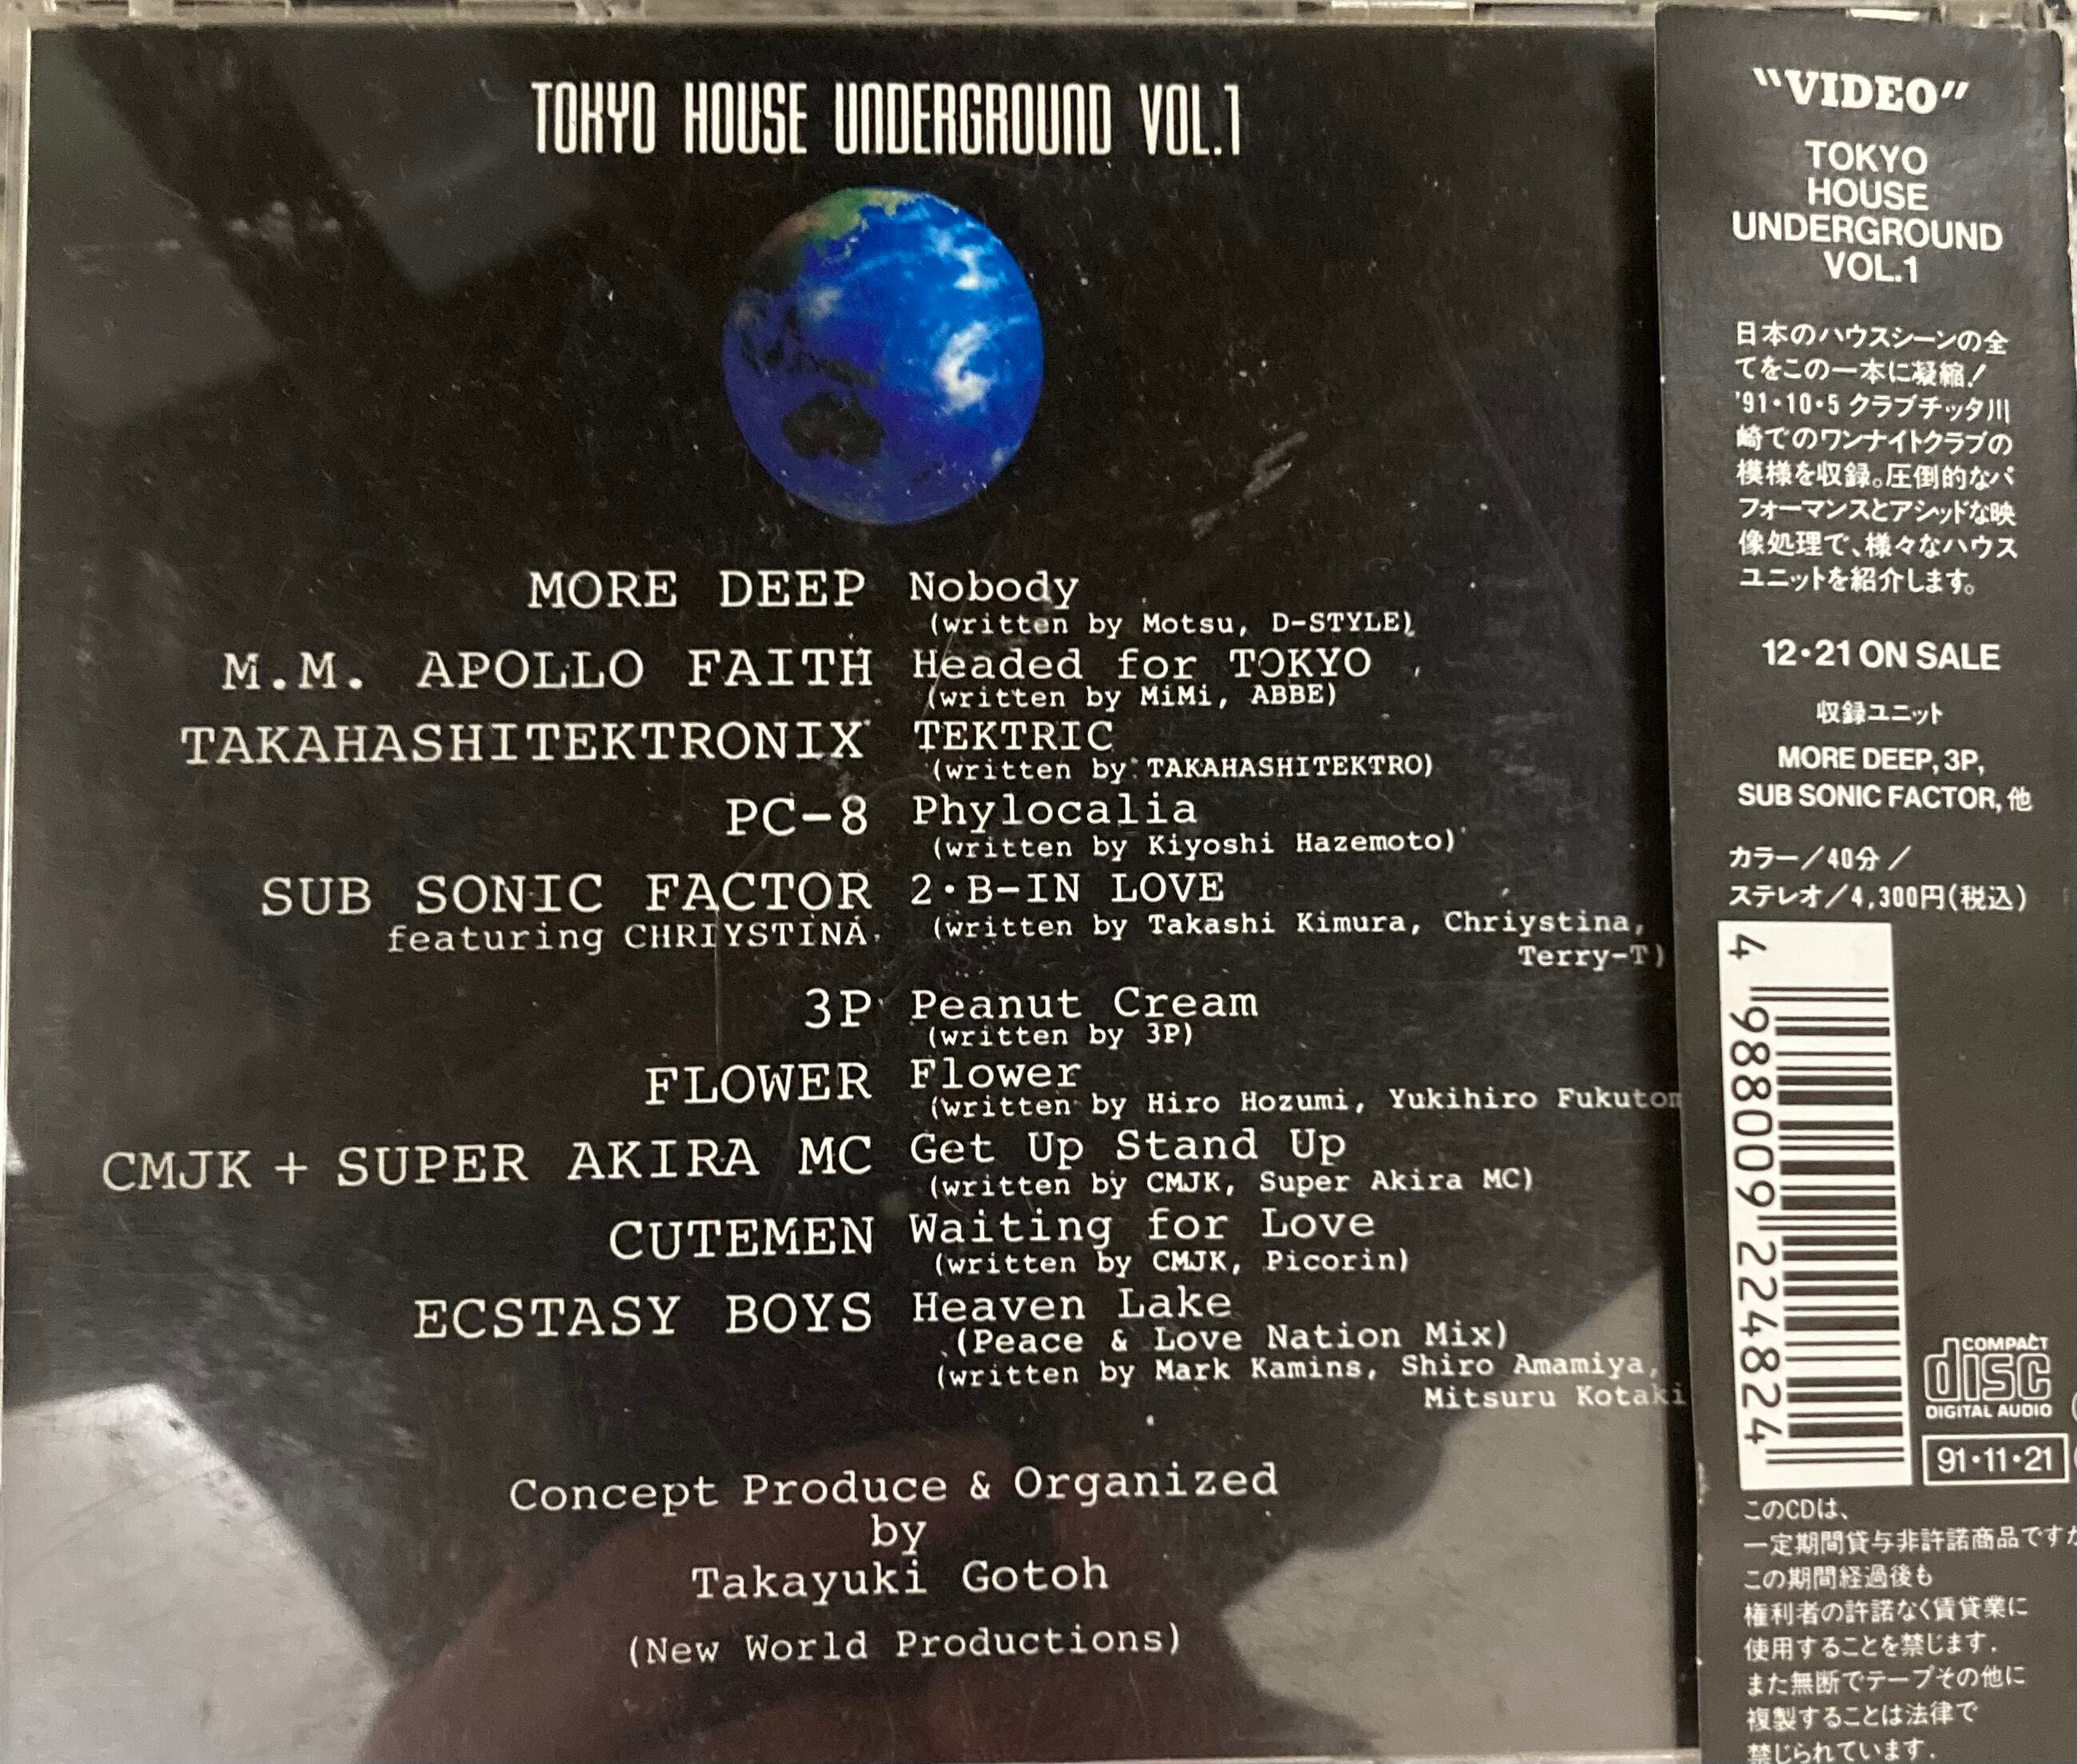 TOKYO HOUSE UNDERGROUND VOL.1
MORE DEEP Nobody
(written by Motsu, D-STYLE)
M.M. APOLLO FAITH Headed for TOKYO
(written by MiMi, ABBE)
TAKAHASHITEKTRONIX TEKTRIC
(written by TAKAHASHITEKTRO)
PC-8 Phylocalia
(written by Kiyoshi Hazemoto)
SUB SONIC FACTOR 2·B-IN LOVE
featuring CHRIYSTINA (written by Takashi Kimura, Chriystina,
Terry-T)
3P Peanut Cream
(written by 3P)
FLOWER Flower
(written by Hiro Hozumi, Yukihiro
CMJK + SUPER AKIRA MC Get Up Stand Up
(written by CMJK, Super Akira MC)
CUTEMEN Waiting for Love
(written by CMJK, Picorin)
ECSTASY BOYS Heaven Lake
(Peace & Love Nation Mix)
(written by Mark Kamins, Shiro Amamiya,
Mitsuru Kotaki
Concept Produce & Organized
by
Takayuki Gotoh
(New World Productions)
"VIDEO"
TOKYO
HOUSE
UNDERGROUND
VOL.1
日本のハウスシーンの全
てをこの一本に凝縮!
'91·10·5 クラブチッタ川
崎でのワンナイトクラブの
模様を収録。圧倒的なパ
フォーマンスとアシッドな映
像処理で、様々なハウス
ユニットを紹介します。
12·21 ON SALE
収録ユニット
MORE DEEP, 3P,
SUB SONIC FACTOR, 他
カラー/40分/
ステレオ/4,300円(税込)
4 988009 224824
COMPACT
disc
DIGITAL AUDIO
91·11·21
このCDは、
一定期間貸与非許諾商品です
この期間経過後も
権利者の許諾なく賃貸業に
使用することを禁じます.
また無断でテープその他に
複製することは法律で
禁じられています.